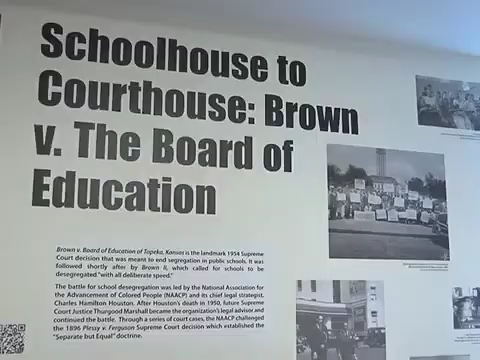 Schoolhouse to
Courthouse: Brown
v. The Board of
Education
Brown v. Board of Education of Topeka, Kansas is the landmark 1954 Supreme
Court decision that was meant to end segregation in public schools. It was
followed shortly after by Brown II, which called for schools to be
desegregated "with all deliberate speed."
The battle for school desegregation was led by the National Association for
the Advancement of Colored People (NAACP) and its chief legal strategist,
Charles Hamilton Houston. After Houston's death in 1950, future Supreme
Court Justice Thurgood Marshall became the organization's legal advisor and
continued the battle. Through a series of court cases, the NAACP challenged
the 1896 Plessy v. Ferguson Supreme Court decision which established the
"Separate but Equal" doctrine.